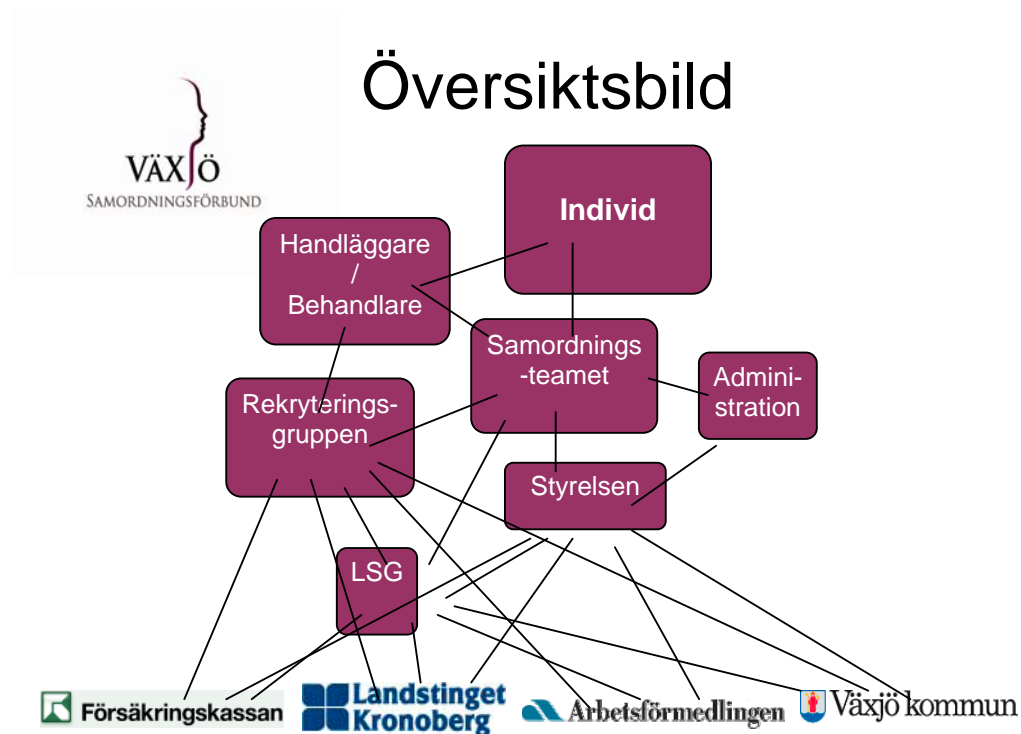 Översiktsbild
VÄXJÖ
SAMORDNINGSFÖRBUND
Individ
Handläggare
/
Behandlare
Samordnings
-teamet
Admini-
stration
Rekryterings-
gruppen
Styrelsen
LSG
Försäkringskassan
Landstinget
Kronoberg
Arbetsförmedlingen
Växjö kommun